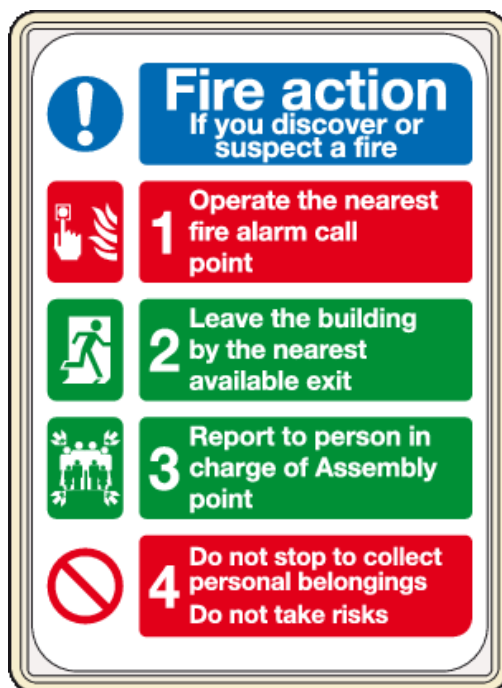 Fire action
If you discover or
suspect a fire
1 Operate the nearest
fire alarm call
point
2 Leave the building
by the nearest
available exit
3 Report to person in
charge of Assembly
point
4 Do not stop to collect
personal belongings
Do not take risks